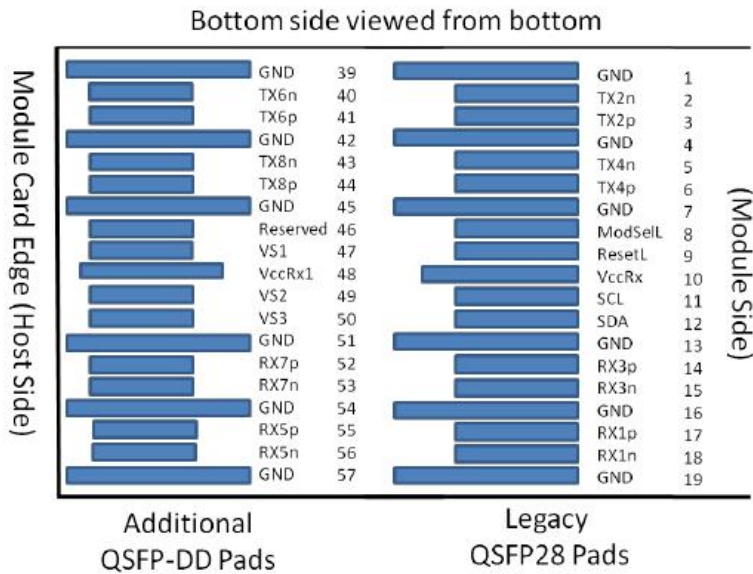 Bottom side viewed from bottom
Module Card Edge (Host Side)
GND 39
TX6n 40
TX6p 41
GND 42
TX8n 43
TX8p 44
GND 45
Reserved 46
VS1 47
VccRx1 48
VS2 49
VS3 50
GND 51
RX7p 52
RX7n 53
GND 54
RX5p 55
RX5n 56
GND 57
GND 1
TX2n 2
TX2p 3
GND 4
TX4n 5
TX4p 6
GND 7
ModSelL 8
ResetL 9
VccRx 10
SCL 11
SDA 12
GND 13
RX3p 14
RX3n 15
GND 16
RX1p 17
RX1n 18
GND 19
(Module Side)
Additional
QSFP-DD Pads
Legacy
QSFP28 Pads